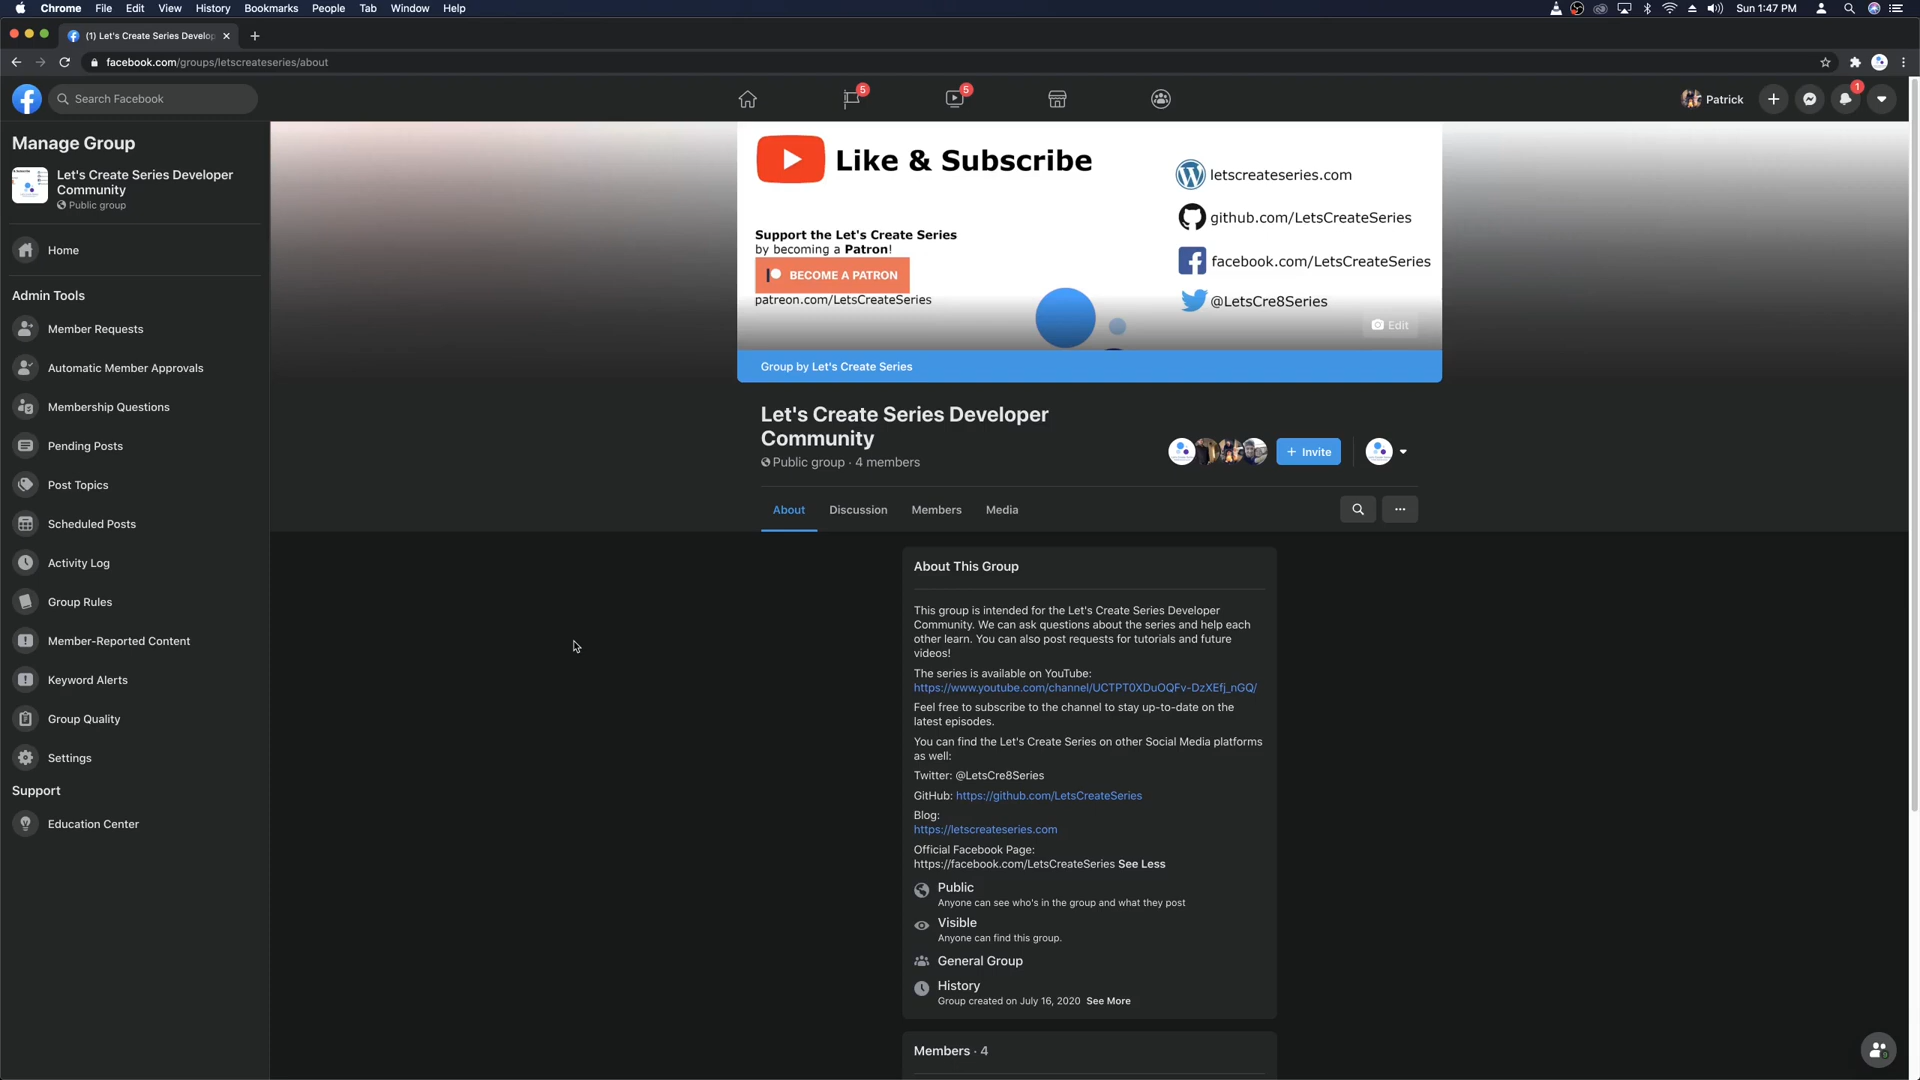 Chrome File Edit View History Bookmarks People Tab Window Help
Sun 1:47 PM
(1) Let's Create Series Develop
facebook.com/groups/letscreateseries/about
Search Facebook
5
5
Patrick
1
Manage Group
Let's Create Series Developer
Community
Public group
Home
Admin Tools
Member Requests
Automatic Member Approvals
Membership Questions
Pending Posts
Post Topics
Scheduled Posts
Activity Log
Group Rules
Member-Reported Content
Keyword Alerts
Group Quality
Settings
Support
Education Center
Like & Subscribe
Support the Let's Create Series
by becoming a Patron!
BECOME A PATRON
patreon.com/LetsCreateSeries
letscreateseries.com
github.com/LetsCreateSeries
facebook.com/LetsCreateSeries
@LetsCre8Series
Edit
Group by Let's Create Series
Let's Create Series Developer
Community
Public group · 4 members
+ Invite
About Discussion Members Media
About This Group
This group is intended for the Let's Create Series Developer
Community. We can ask questions about the series and help each
other learn. You can also post requests for tutorials and future
videos!
The series is available on YouTube:
https://www.youtube.com/channel/UCTPT0XDuOQFv-DzXEfj_nGQ/
Feel free to subscribe to the channel to stay up-to-date on the
latest episodes.
You can find the Let's Create Series on other Social Media platforms
as well:
Twitter: @LetsCre8Series
GitHub: https://github.com/LetsCreateSeries
Blog:
https://letscreateseries.com
Official Facebook Page:
https://facebook.com/LetsCreateSeries See Less
Public
Anyone can see who's in the group and what they post
Visible
Anyone can find this group.
General Group
History
Group created on July 16, 2020 See More
Members · 4